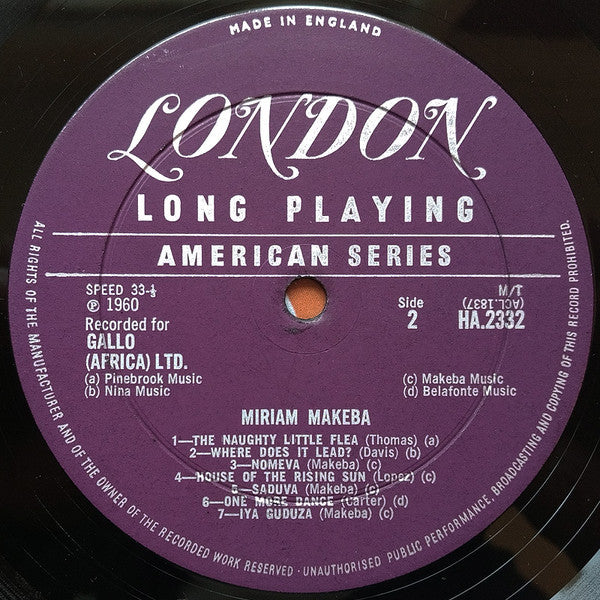 MADE IN ENGLAND
LONDON
LONG PLAYING
AMERICAN SERIES
SPEED 33-⅓
℗ 1960
Recorded for
GALLO
(AFRICA) LTD.
(a) Pinebrook Music
(b) Nina Music
Side
2
T/M
(ACL.1837)
HA.2332
(c) Makeba Music
(d) Belafonte Music
MIRIAM MAKEBA
1—THE NAUGHTY LITTLE FLEA (Thomas) (a)
2—WHERE DOES IT LEAD? (Davis) (b)
3—NOMEVA (Makeba) (c)
4—HOUSE OF THE RISING SUN (Lopez) (c)
5—SADUVA (Makeba) (c)
6—ONE MORE DANCE (Carter) (d)
7—IYA GUDUZA (Makeba) (c)
ALL RIGHTS OF THE MANUFACTURER AND OF THE OWNER OF THE RECORDED WORK RESERVED · UNAUTHORISED PUBLIC PERFORMANCE, BROADCASTING AND COPYING OF THIS RECORD PROHIBITED.